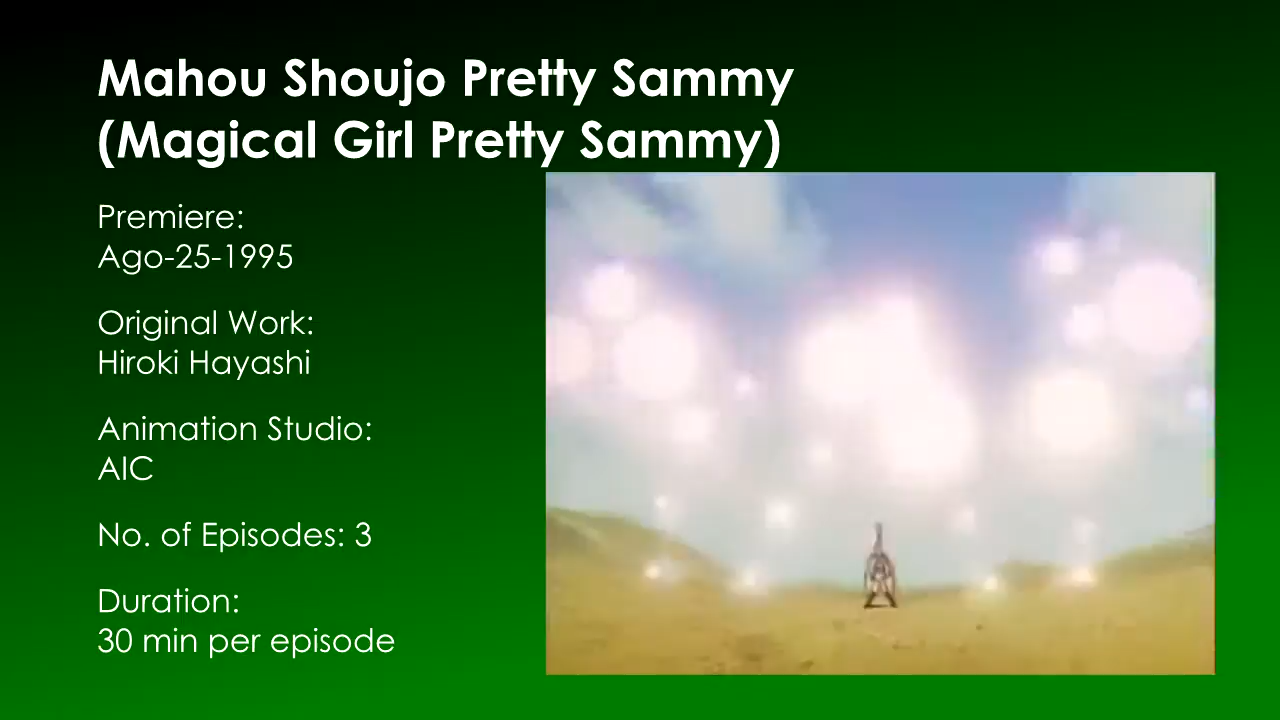 Mahou Shoujo Pretty Sammy
(Magical Girl Pretty Sammy)
Premiere:
Ago-25-1995
Original Work:
Hiroki Hayashi
Animation Studio:
AIC
No. of Episodes: 3
Duration:
30 min per episode